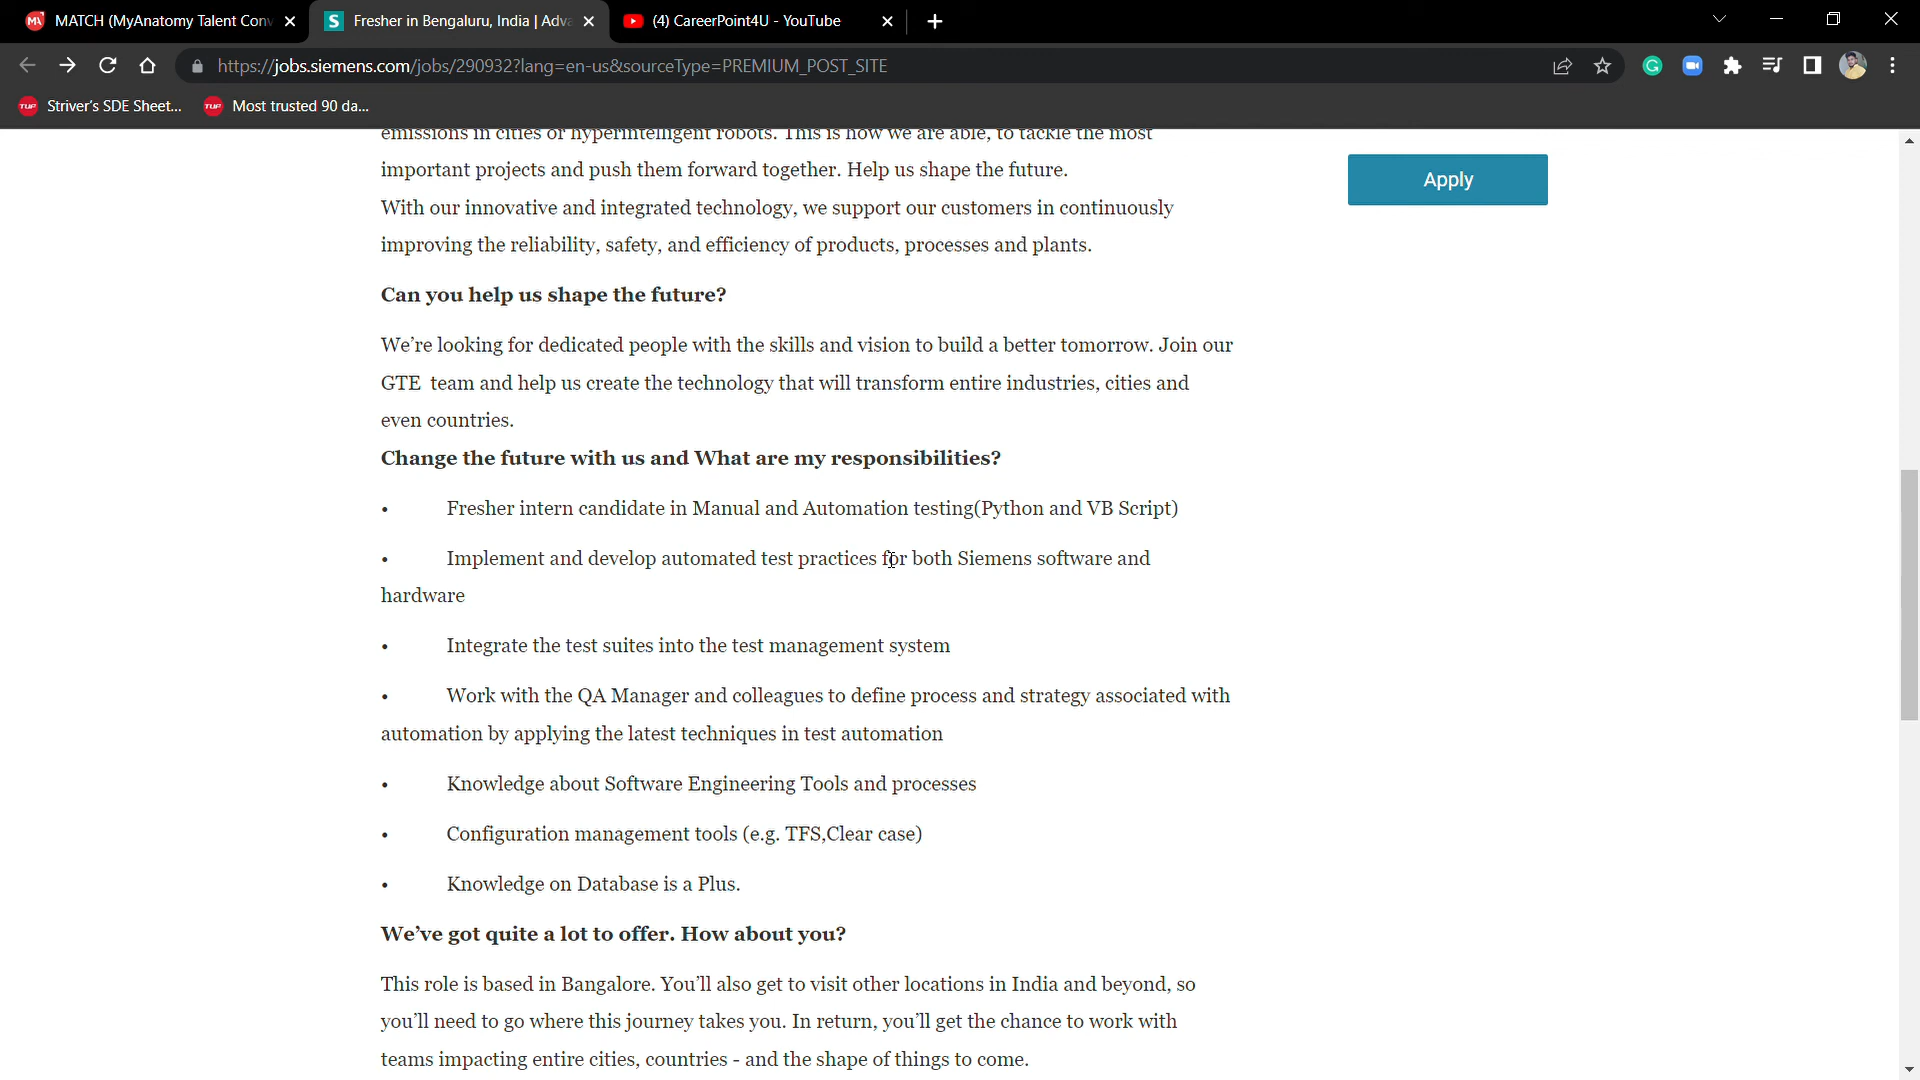 MATCH (MyAnatomy Talent Conv
Fresher in Bengaluru, India | Adva
(4) CareerPoint4U - YouTube
https://jobs.siemens.com/jobs/290932?lang=en-us&sourceType=PREMIUM_POST_SITE
Striver's SDE Sheet...
Most trusted 90 da...
emissions in cities or hyperintelligent robots. This is how we are able, to tackle the most
important projects and push them forward together. Help us shape the future.
Apply
With our innovative and integrated technology, we support our customers in continuously
improving the reliability, safety, and efficiency of products, processes and plants.
Can you help us shape the future?
We're looking for dedicated people with the skills and vision to build a better tomorrow. Join our
GTE  team and help us create the technology that will transform entire industries, cities and
even countries.
Change the future with us and What are my responsibilities?
• Fresher intern candidate in Manual and Automation testing(Python and VB Script)
• Implement and develop automated test practices for both Siemens software and
hardware
• Integrate the test suites into the test management system
• Work with the QA Manager and colleagues to define process and strategy associated with
automation by applying the latest techniques in test automation
• Knowledge about Software Engineering Tools and processes
• Configuration management tools (e.g. TFS,Clear case)
• Knowledge on Database is a Plus.
We've got quite a lot to offer. How about you?
This role is based in Bangalore. You'll also get to visit other locations in India and beyond, so
you'll need to go where this journey takes you. In return, you'll get the chance to work with
teams impacting entire cities, countries - and the shape of things to come.